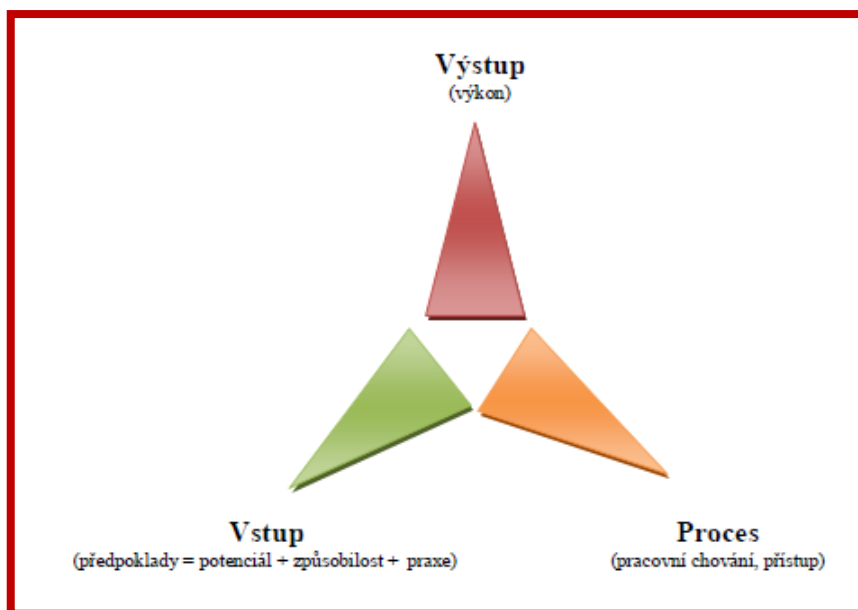 Výstup
(výkon)
Vstup
(předpoklady = potenciál + způsobilost + praxe)
Proces
(pracovní chování, přístup)